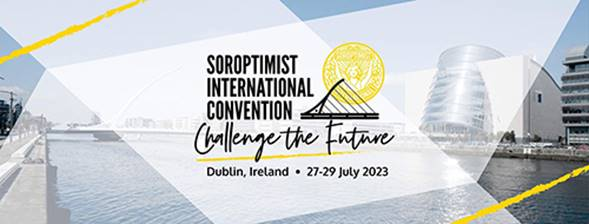 SOROPTIMIST
INTERNATIONAL
CONVENTION
Challenge the Future
Dublin, Ireland • 27-29 July 2023